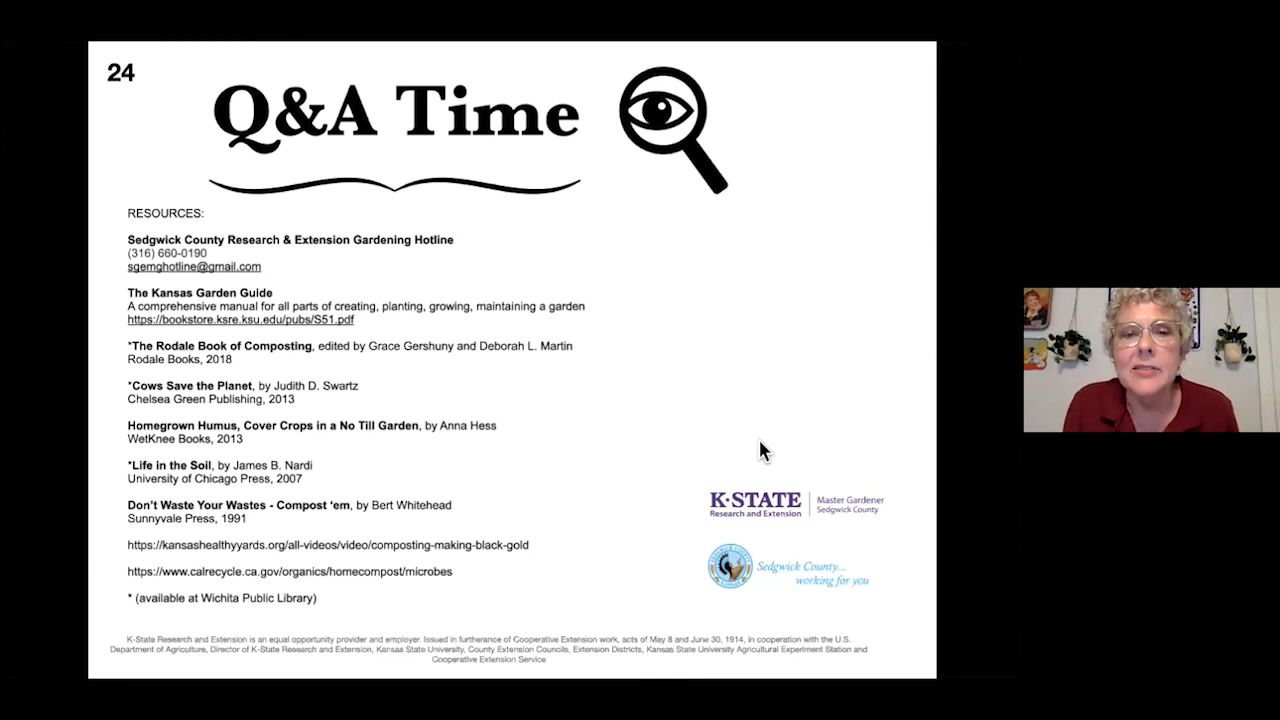 24
Q&A Time
RESOURCES:
Sedgwick County Research & Extension Gardening Hotline
(316) 660-0190
sgemghotline@gmail.com
The Kansas Garden Guide
A comprehensive manual for all parts of creating, planting, growing, maintaining a garden
https://bookstore.ksre.ksu.edu/pubs/S51.pdf
*The Rodale Book of Composting, edited by Grace Gershuny and Deborah L. Martin
Rodale Books, 2018
*Cows Save the Planet, by Judith D. Swartz
Chelsea Green Publishing, 2013
Homegrown Humus, Cover Crops in a No Till Garden, by Anna Hess
WetKnee Books, 2013
*Life in the Soil, by James B. Nardi
University of Chicago Press, 2007
Don’t Waste Your Wastes - Compost ‘em, by Bert Whitehead
Sunnyvale Press, 1991
https://kansashealthyyards.org/all-videos/video/composting-making-black-gold
https://www.calrecycle.ca.gov/organics/homecompost/microbes
* (available at Wichita Public Library)
K-STATE
Research and Extension
Master Gardener
Sedgwick County
Sedgwick County...
working for you
K-State Research and Extension is an equal opportunity provider and employer. Issued in furtherance of Cooperative Extension work, acts of May 8 and June 30, 1914, in cooperation with the U.S.
Department of Agriculture, Director of K-State Research and Extension, Kansas State University, County Extension Councils, Extension Districts, Kansas State University Agricultural Experiment Station and
Cooperative Extension Service